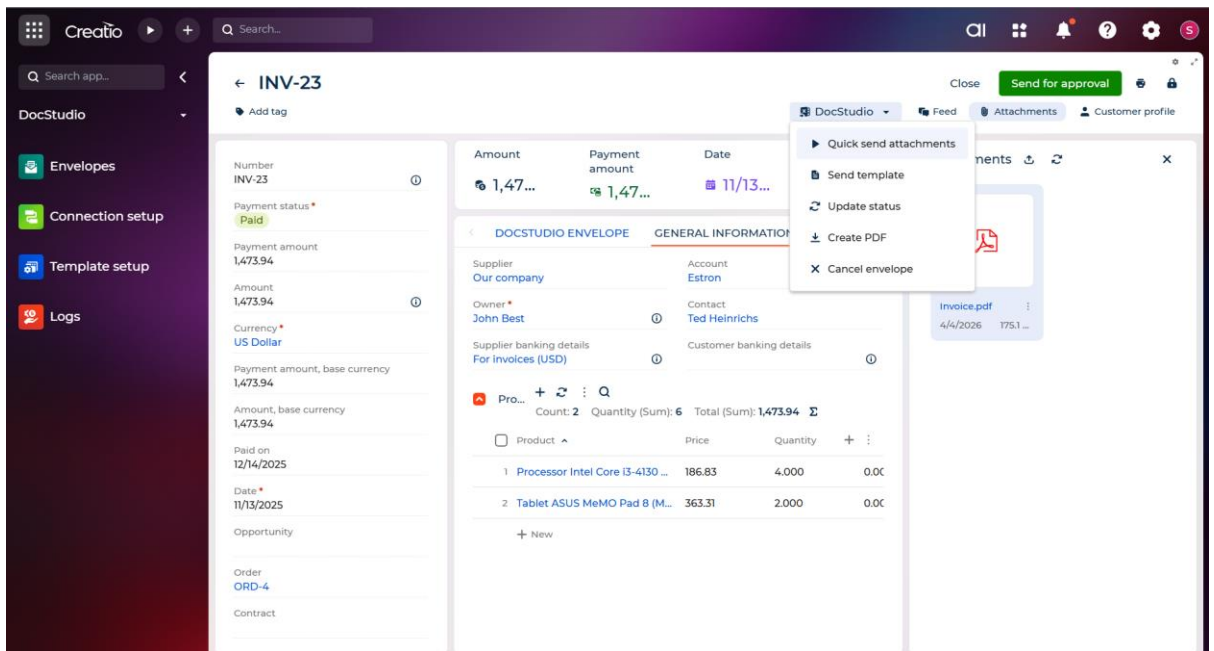 Creatio
Search...
ai
?
S
Search app...
DocStudio
Envelopes
Connection setup
Template setup
Logs
← INV-23
Close
Send for approval
Add tag
DocStudio
Feed
Attachments
Customer profile
Quick send attachments
Send template
Update status
Create PDF
Cancel envelope
Number
INV-23
Payment status*
Paid
Payment amount
1,473.94
Amount
1,473.94
Currency*
US Dollar
Payment amount, base currency
1,473.94
Amount, base currency
1,473.94
Paid on
12/14/2025
Date*
11/13/2025
Opportunity
Order
ORD-4
Contract
Amount
1,47...
Payment
amount
1,47...
Date
11/13...
DOCSTUDIO ENVELOPE
GENERAL INFORMATION
Supplier
Our company
Account
Estron
Owner*
John Best
Contact
Ted Heinrichs
Supplier banking details
For invoices (USD)
Customer banking details
Pro...
Count: 2 Quantity (Sum): 6 Total (Sum): 1,473.94 Σ
Product Price Quantity
1 Processor Intel Core i3-4130 ... 186.83 4.000 0.00
2 Tablet ASUS MeMO Pad 8 (M... 363.31 2.000 0.00
+ New
ments
Invoice.pdf
4/4/2026 175.1 ...